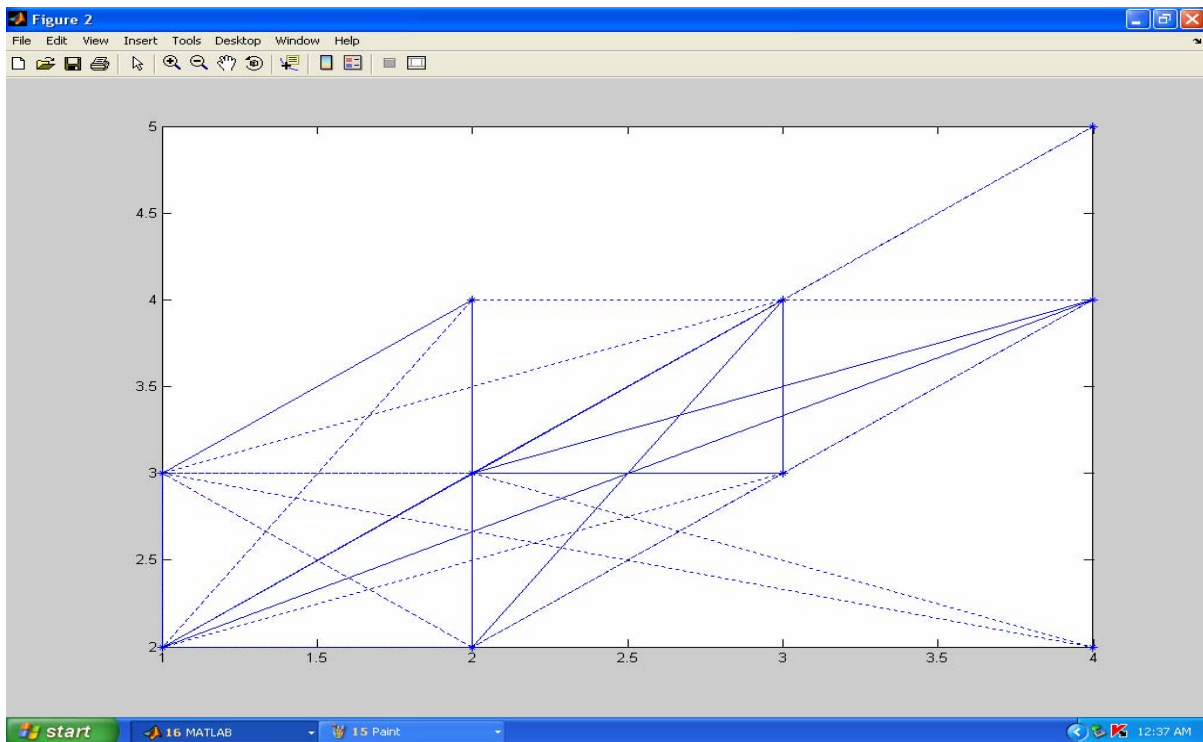 Figure 2
File Edit View Insert Tools Desktop Window Help
5
4.5
4
3.5
3
2.5
2
1 1.5 2 2.5 3 3.5 4
start 16 MATLAB 15 Paint 12:37 AM